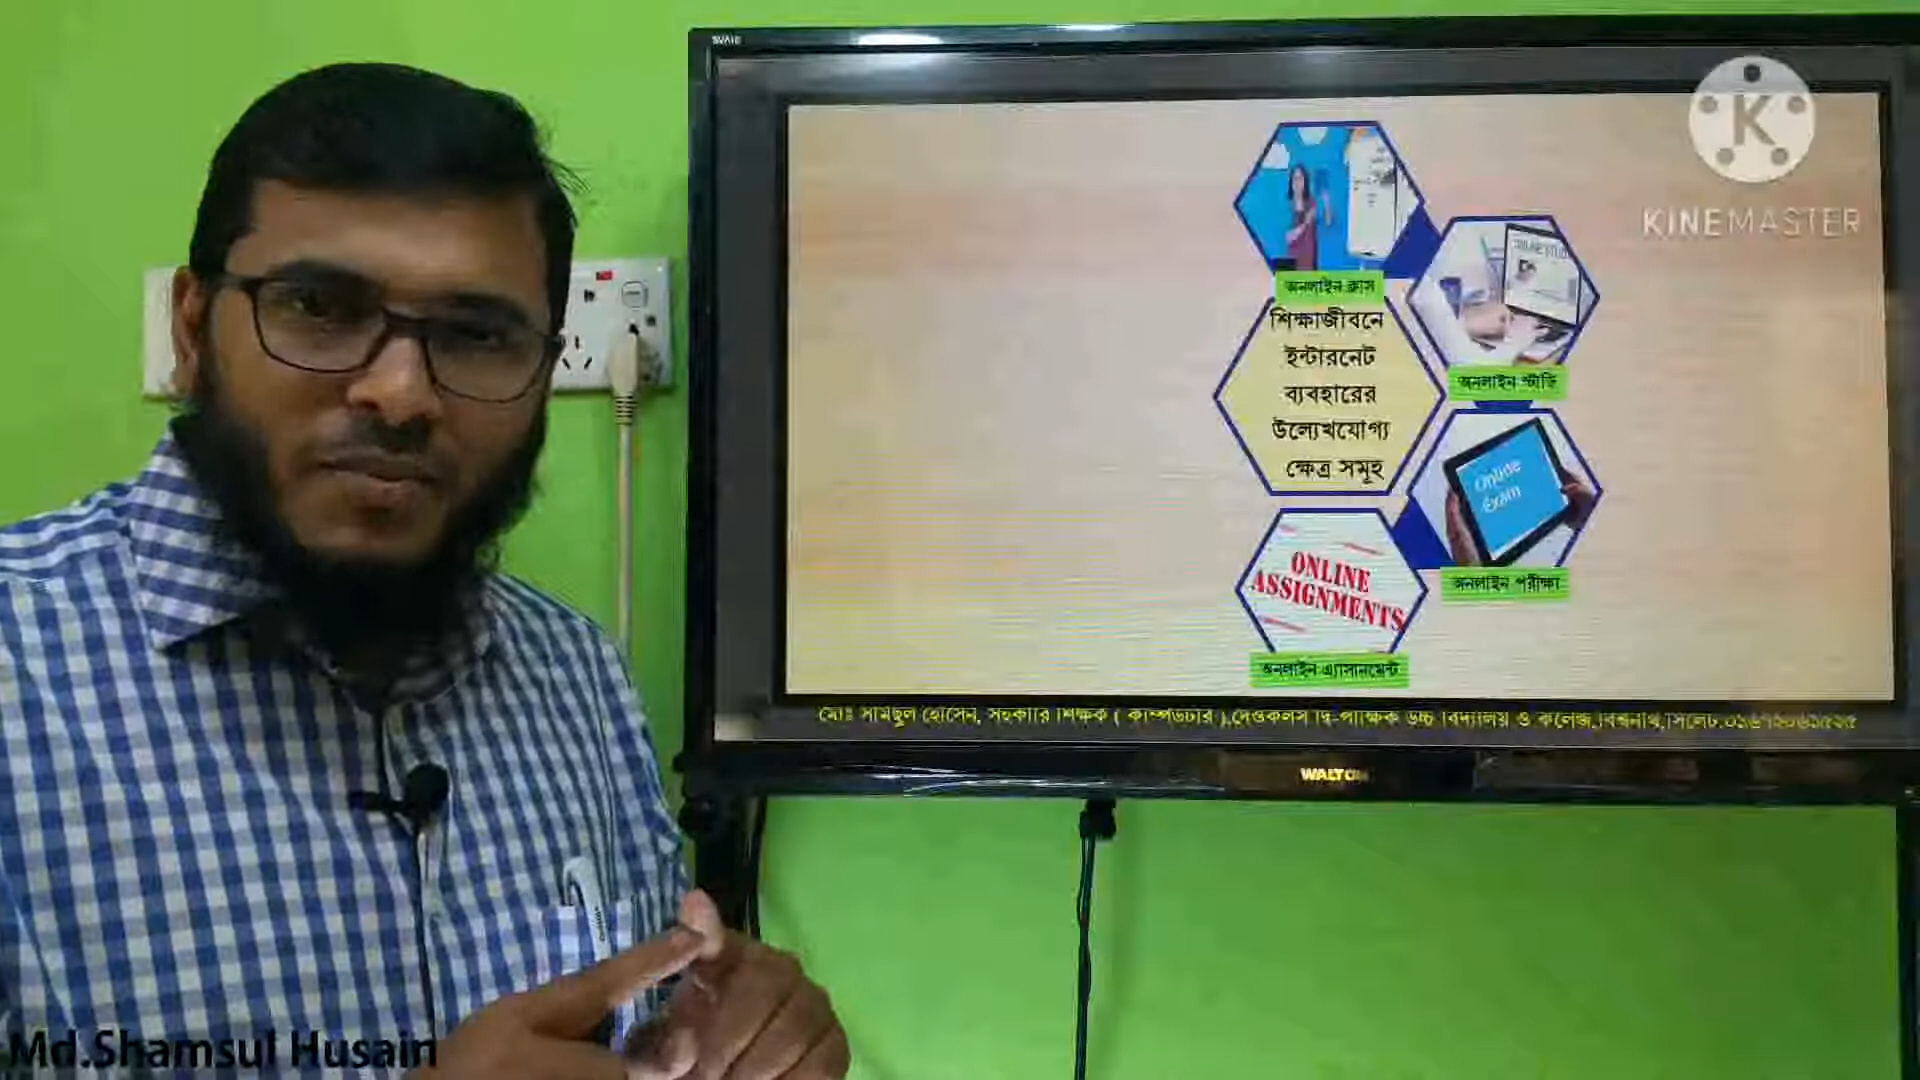 KINEMASTER
অনলাইন ক্লাস
শিক্ষাজীবনে
ইন্টারনেট
ব্যবহারের
উল্যেখযোগ্য
ক্ষেত্র সমূহ
অনলাইন স্টাডি
Online
Exam
অনলাইন পরীক্ষা
ONLINE
ASSIGNMENTS
অনলাইন এ্যাসানমেন্ট
মোঃ সামছুল হোসেন, সহকারি শিক্ষক ( কম্পিউটার ),দেওকলস দ্বি-পাক্ষিক উচ্চ বিদ্যালয় ও কলেজ,বিশ্বনাথ,সিলেট.
WALTON
Md.Shamsul Husain